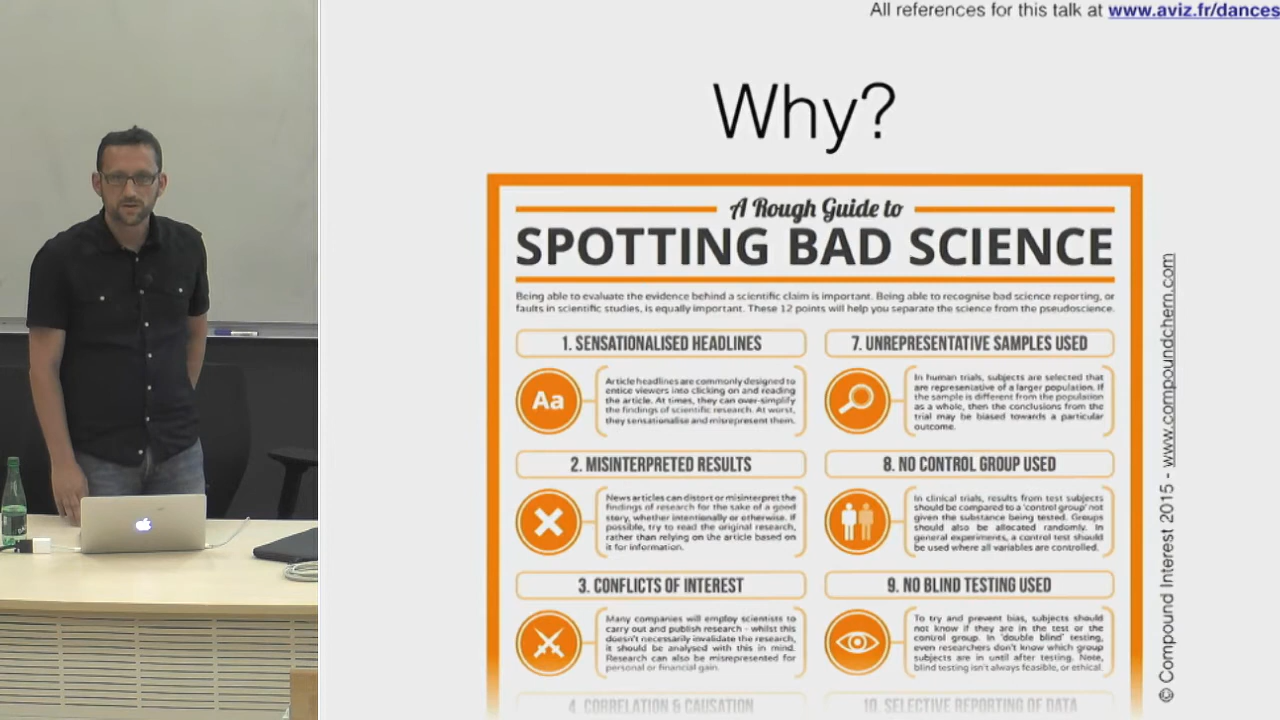 All references for this talk at www.aviz.fr/dances
Why?
A Rough Guide to
SPOTTING BAD SCIENCE
Being able to evaluate the evidence behind a scientific claim is important. Being able to recognise bad science reporting, or
faults in scientific studies, is equally important. These 12 points will help you separate the science from the pseudoscience.
1. SENSATIONALISED HEADLINES
Aa
Article headlines are commonly designed to
entice viewers into clicking on and reading
the article. At times, they can over-simplify
the findings of scientific research. At worst,
they sensationalise and misrepresent them.
2. MISINTERPRETED RESULTS
News articles can distort or misinterpret the
findings of research for the sake of a good
story, whether intentionally or otherwise. If
possible, try to read the original research,
rather than relying on the article based on
it for information.
3. CONFLICTS OF INTEREST
Many companies will employ scientists to
carry out and publish research - whilst this
doesn't necessarily invalidate the research,
it should be analysed with this in mind.
Research can also be misrepresented for
personal or financial gain.
4. CORRELATION & CAUSATION
7. UNREPRESENTATIVE SAMPLES USED
In human trials, subjects are selected that
are representative of a larger population. If
the sample is different from the population
as a whole, then the conclusions from the
trial may be biased towards a particular
outcome.
8. NO CONTROL GROUP USED
In clinical trials, results from test subjects
should be compared to a 'control group' not
given the substance being tested. Groups
should also be allocated randomly. In
general experiments, a control test should
be used where all variables are controlled.
9. NO BLIND TESTING USED
To try and prevent bias, subjects should
not know if they are in the test or the
control group. In 'double blind' testing,
even researchers don't know which group
subjects are in until after testing. Note,
blind testing isn't always feasible, or ethical.
10. SELECTIVE REPORTING OF DATA
© Compound Interest 2015 - www.compoundchem.com